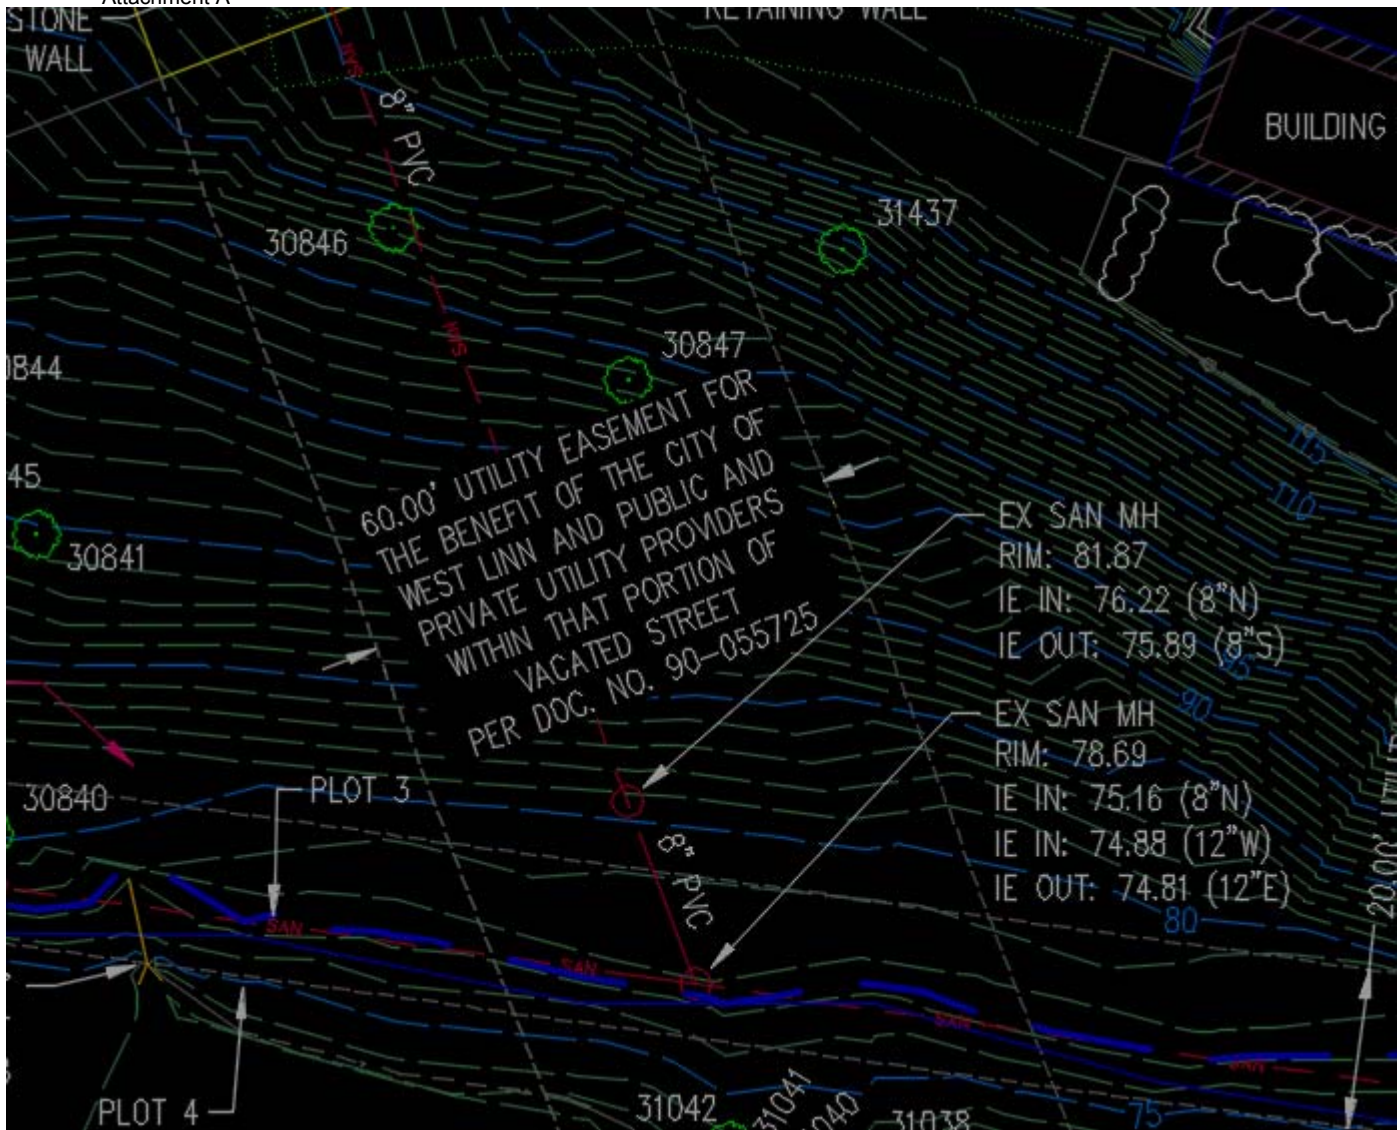 Attachment A
STONE
WALL
RETAINING WALL
BUILDING
SAN
8" PVC
30846
31437
SAN
30847
0844
45
30841
60.00' UTILITY EASEMENT FOR
THE BENEFIT OF THE CITY OF
WEST LINN AND PUBLIC AND
PRIVATE UTILITY PROVIDERS
WITHIN THAT PORTION OF
VACATED STREET
PER DOC. NO. 90-055725
115
110
EX SAN MH
RIM: 81.87
IE IN: 76.22 (8"N)
IE OUT: 75.89 (8"S)
95
90
EX SAN MH
RIM: 78.69
IE IN: 75.16 (8"N)
IE IN: 74.88 (12"W)
IE OUT: 74.81 (12"E)
80
30840
PLOT 3
8" PVC
SAN
SAN
SAN
SAN
20.00' UTILIT
PLOT 4
31042
31041
31038
75